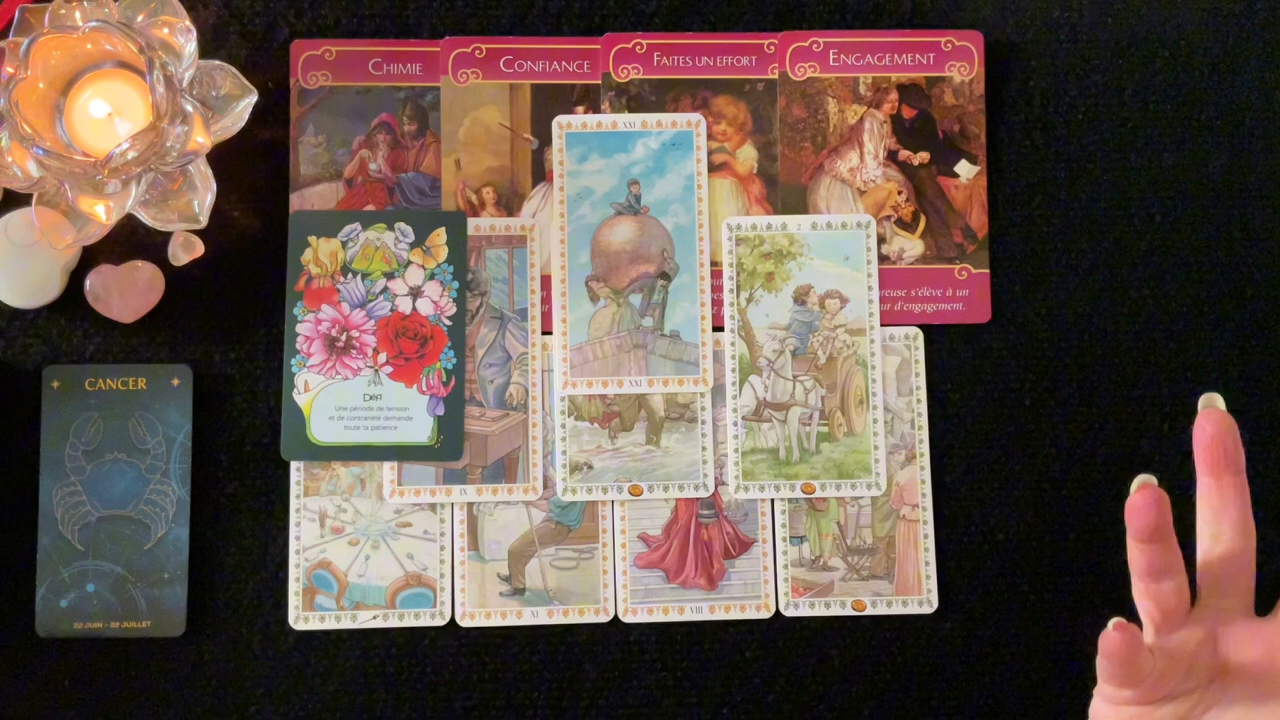 CHIMIE
CONFIANCE
FAITES UN EFFORT
ENGAGEMENT
XXI
2
reuse s'élève à un
ur d'engagement.
XXI
Défi
Une période de tension
et de contrariété demande
toute ta patience
CANCER
IX
XI
VIII
22 JUIN - 22 JUILLET